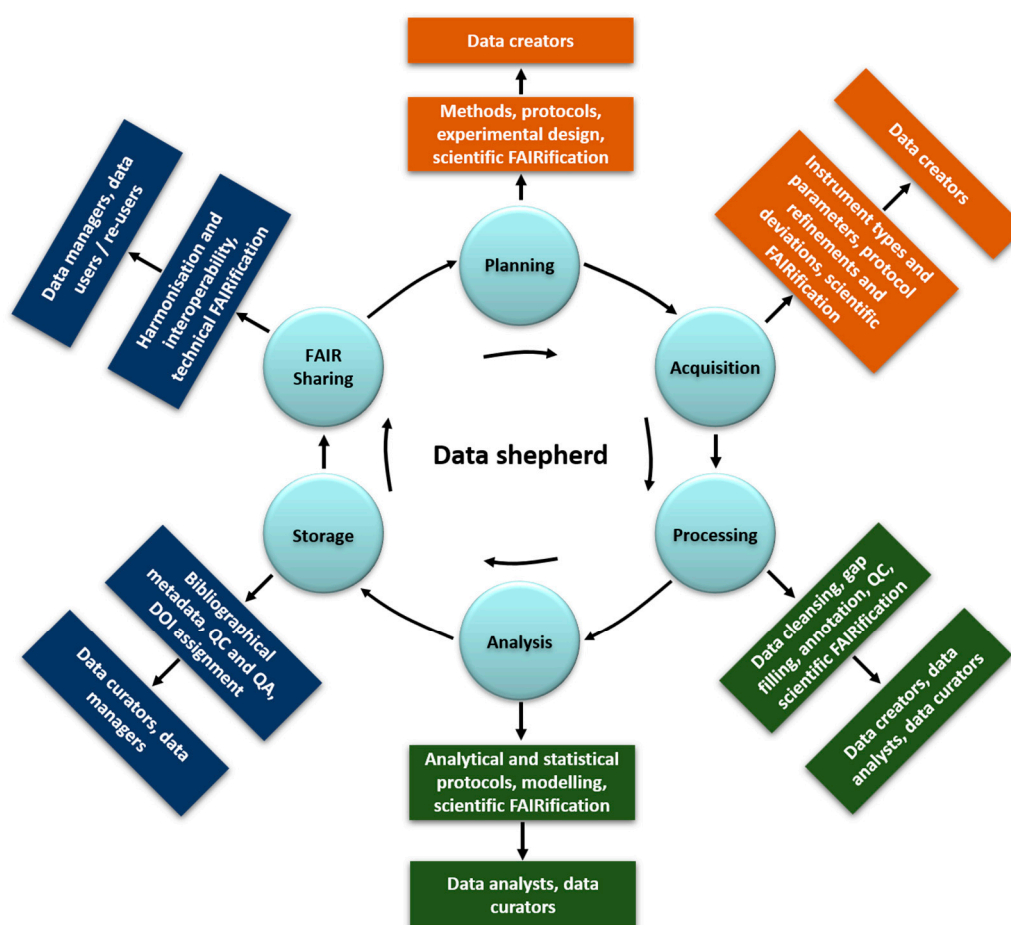 Data creators
Methods, protocols,
experimental design,
scientific FAIRification
Planning
Data creators
Instrument types and
parameters, protocol
refinements and
deviations, scientific
FAIRification
Acquisition
Processing
Data cleansing, gap
filling, annotation, QC,
scientific FAIRification
Data creators, data
analysts, data curators
Analysis
Analytical and statistical
protocols, modelling,
scientific FAIRification
Data analysts, data
curators
Storage
Bibliographical
metadata, QC and QA,
DOI assignment
Data curators, data
managers
FAIR
Sharing
Harmonisation and
interoperability,
technical FAIRification
Data managers, data
users / re-users
Data shepherd